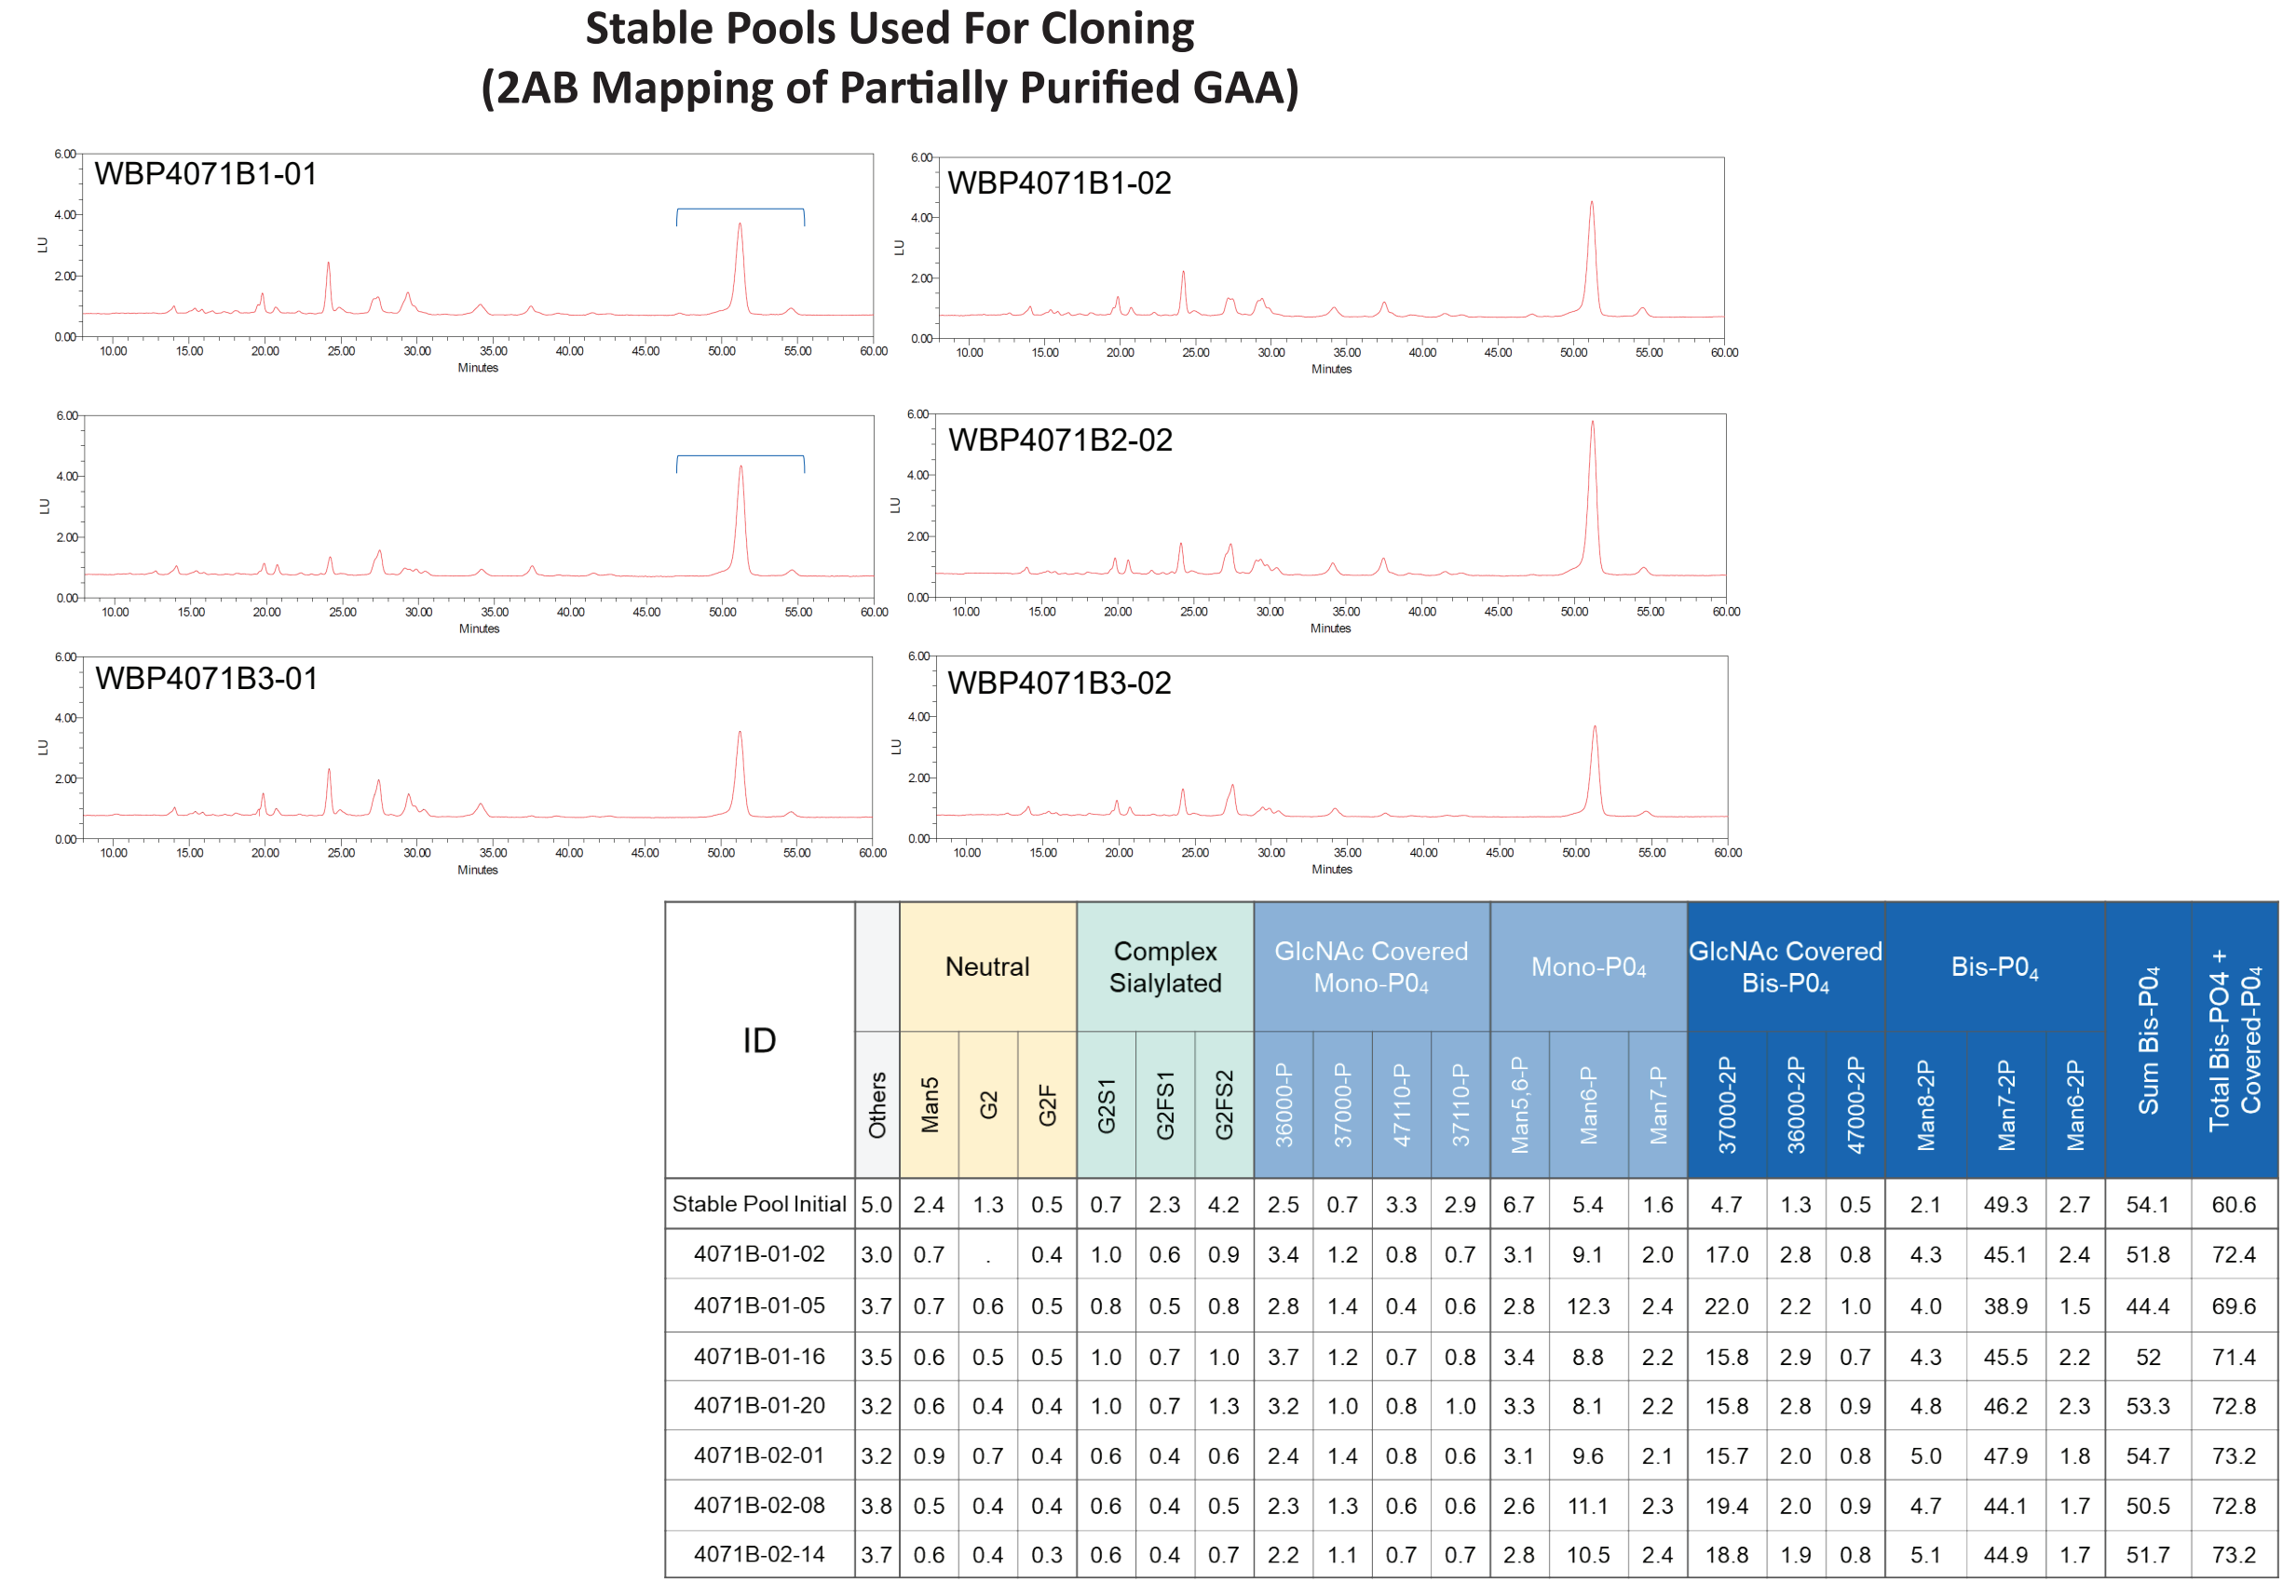 Stable Pools Used For Cloning
(2AB Mapping of Partially Purified GAA)
WBP4071B1-01
6.00
4.00
2.00
0.00
LU
10.00 15.00 20.00 25.00 30.00 35.00 40.00 45.00 50.00 55.00 60.00
Minutes
WBP4071B1-02
6.00
4.00
2.00
0.00
LU
10.00 15.00 20.00 25.00 30.00 35.00 40.00 45.00 50.00 55.00 60.00
Minutes
6.00
4.00
2.00
0.00
LU
10.00 15.00 20.00 25.00 30.00 35.00 40.00 45.00 50.00 55.00 60.00
Minutes
WBP4071B2-02
6.00
4.00
2.00
0.00
LU
10.00 15.00 20.00 25.00 30.00 35.00 40.00 45.00 50.00 55.00 60.00
Minutes
WBP4071B3-01
6.00
4.00
2.00
0.00
LU
10.00 15.00 20.00 25.00 30.00 35.00 40.00 45.00 50.00 55.00 60.00
Minutes
WBP4071B3-02
6.00
4.00
2.00
0.00
LU
10.00 15.00 20.00 25.00 30.00 35.00 40.00 45.00 50.00 55.00 60.00
Minutes
ID
Neutral
Complex
Sialylated
GlcNAc Covered
Mono-P0₄
Mono-P0₄
GlcNAc Covered
Bis-P0₄
Bis-P0₄
Sum Bis-P0₄
Total Bis-PO4 +
Covered-P0₄
Others Man5 G2 G2F G2S1 G2FS1 G2FS2 36000-P 37000-P 47110-P 37110-P Man5,6-P Man6-P Man7-P 37000-2P 36000-2P 47000-2P Man8-2P Man7-2P Man6-2P
Stable Pool Initial 5.0 2.4 1.3 0.5 0.7 2.3 4.2 2.5 0.7 3.3 2.9 6.7 5.4 1.6 4.7 1.3 0.5 2.1 49.3 2.7 54.1 60.6
4071B-01-02 3.0 0.7 . 0.4 1.0 0.6 0.9 3.4 1.2 0.8 0.7 3.1 9.1 2.0 17.0 2.8 0.8 4.3 45.1 2.4 51.8 72.4
4071B-01-05 3.7 0.7 0.6 0.5 0.8 0.5 0.8 2.8 1.4 0.4 0.6 2.8 12.3 2.4 22.0 2.2 1.0 4.0 38.9 1.5 44.4 69.6
4071B-01-16 3.5 0.6 0.5 0.5 1.0 0.7 1.0 3.7 1.2 0.7 0.8 3.4 8.8 2.2 15.8 2.9 0.7 4.3 45.5 2.2 52 71.4
4071B-01-20 3.2 0.6 0.4 0.4 1.0 0.7 1.3 3.2 1.0 0.8 1.0 3.3 8.1 2.2 15.8 2.8 0.9 4.8 46.2 2.3 53.3 72.8
4071B-02-01 3.2 0.9 0.7 0.4 0.6 0.4 0.6 2.4 1.4 0.8 0.6 3.1 9.6 2.1 15.7 2.0 0.8 5.0 47.9 1.8 54.7 73.2
4071B-02-08 3.8 0.5 0.4 0.4 0.6 0.4 0.5 2.3 1.3 0.6 0.6 2.6 11.1 2.3 19.4 2.0 0.9 4.7 44.1 1.7 50.5 72.8
4071B-02-14 3.7 0.6 0.4 0.3 0.6 0.4 0.7 2.2 1.1 0.7 0.7 2.8 10.5 2.4 18.8 1.9 0.8 5.1 44.9 1.7 51.7 73.2